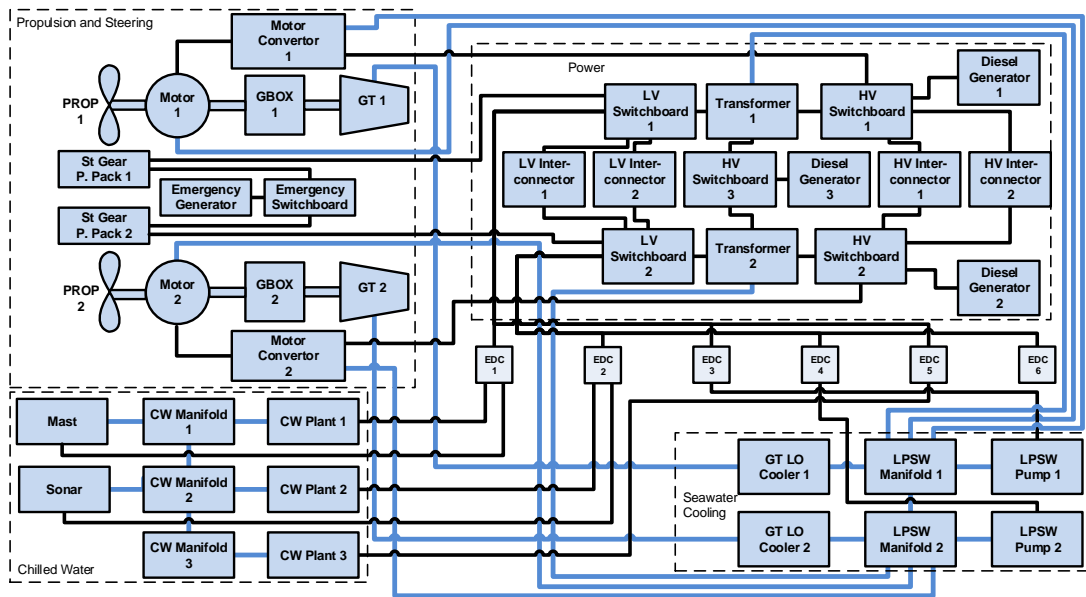 Propulsion and Steering
Motor
Convertor
1
PROP
1
Motor
1
GBOX
1
GT 1
St Gear
P. Pack 1
Emergency
Generator
Emergency
Switchboard
St Gear
P. Pack 2
PROP
2
Motor
2
GBOX
2
GT 2
Motor
Convertor
2
Power
LV
Switchboard
1
Transformer
1
HV
Switchboard
1
Diesel
Generator
1
LV Inter-
connector
1
LV Inter-
connector
2
HV
Switchboard
3
Diesel
Generator
3
HV Inter-
connector
1
HV Inter-
connector
2
LV
Switchboard
2
Transformer
2
HV
Switchboard
2
Diesel
Generator
2
EDC
1
EDC
2
EDC
3
EDC
4
EDC
5
EDC
6
Mast
CW Manifold
1
CW Plant 1
Sonar
CW Manifold
2
CW Plant 2
CW Manifold
3
CW Plant 3
Chilled Water
GT LO
Cooler 1
LPSW
Manifold 1
LPSW
Pump 1
Seawater
Cooling
GT LO
Cooler 2
LPSW
Manifold 2
LPSW
Pump 2